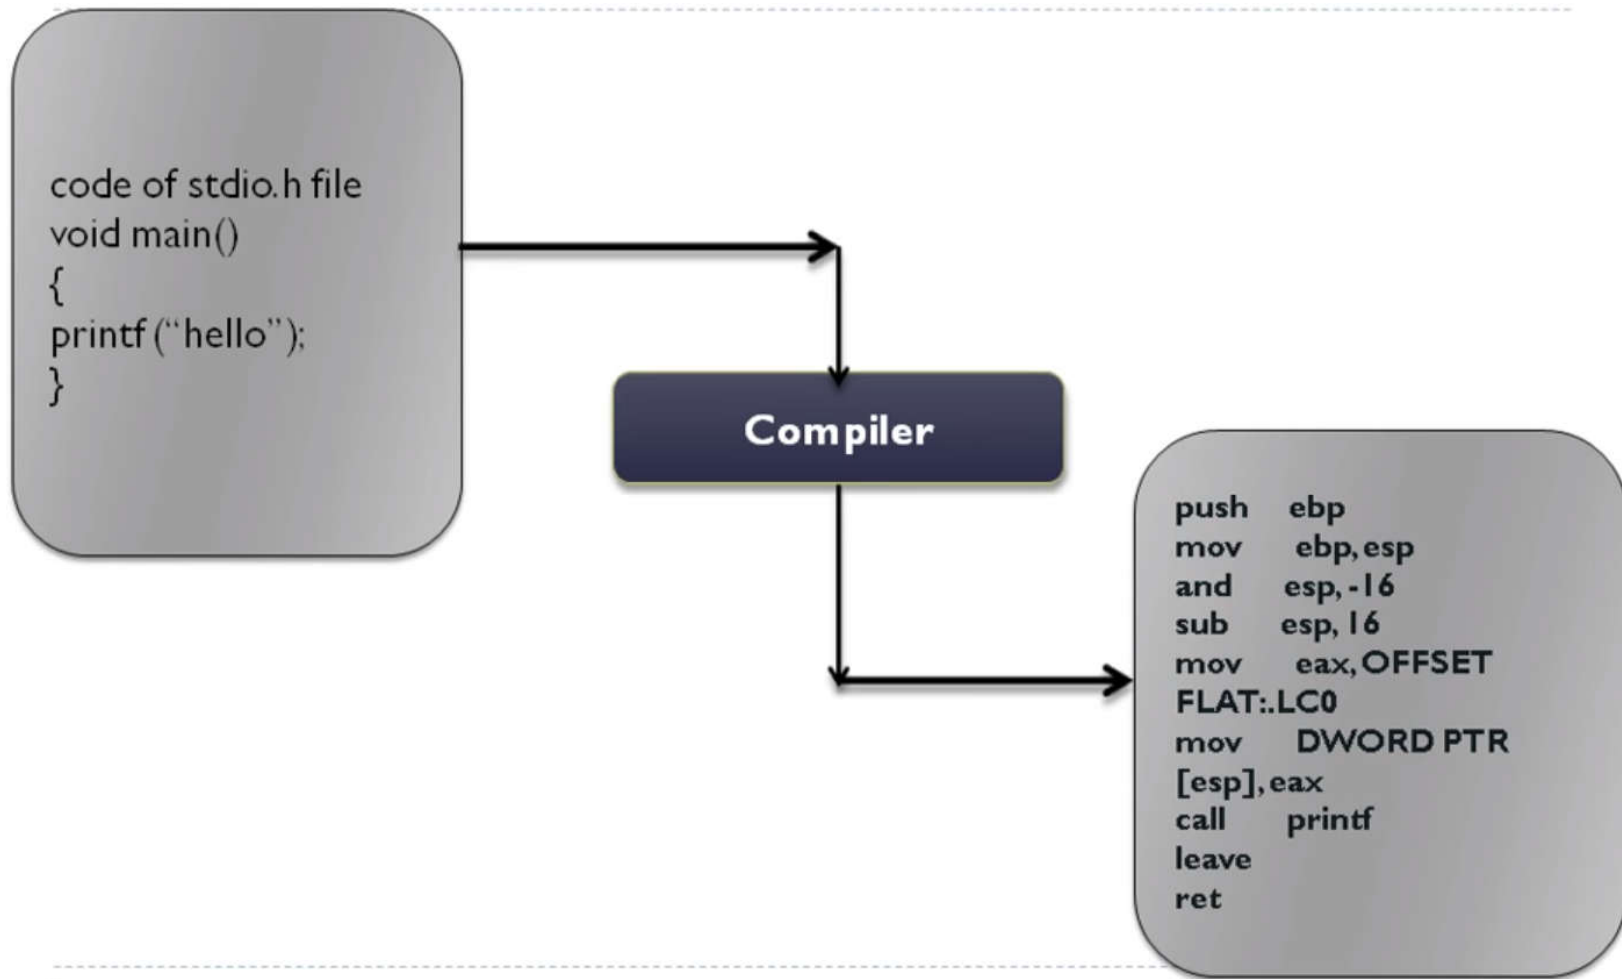 code of stdio.h file
void main()
{
printf (“hello”);
}
Compiler
push ebp
mov ebp, esp
and esp, -16
sub esp, 16
mov eax, OFFSET
FLAT:.LC0
mov DWORD PTR
[esp], eax
call printf
leave
ret